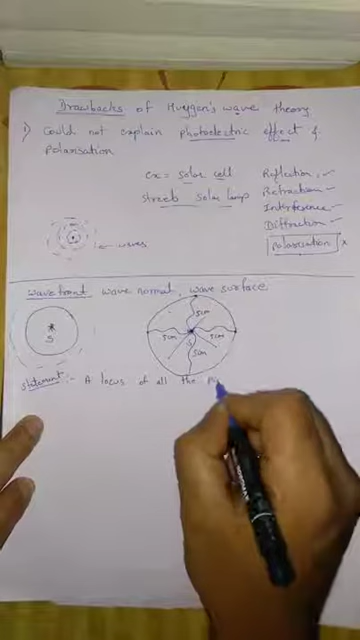 Drawbacks of Huygen's wave theory
1) Could not explain photoelectric effect &
Polarisation
ex = solar cell
street solar lamp
Reflection, ✓
Refraction ✓
Interference ✓
Diffraction ✓
Polarisation x
← waves
Wavefront wave normal, wave surface
S
5cm
5cm
5cm
5cm
S
Statement :- A locus of all the po